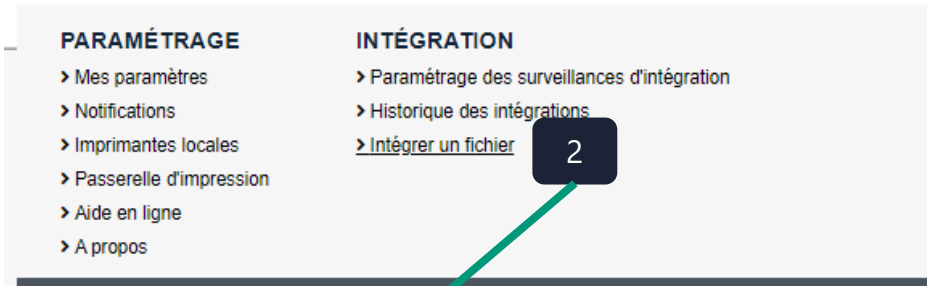 PARAMÉTRAGE
> Mes paramètres
> Notifications
> Imprimantes locales
> Passerelle d'impression
> Aide en ligne
> A propos
INTÉGRATION
> Paramétrage des surveillances d'intégration
> Historique des intégrations
> Intégrer un fichier
2